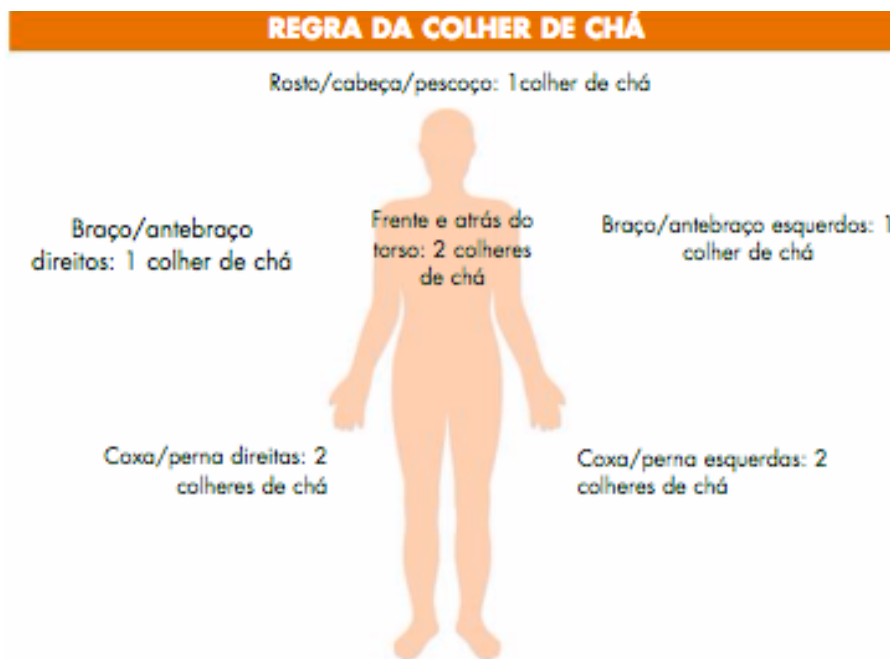 REGRA DA COLHER DE CHÁ
Rosto/cabeça/pescoço: 1colher de chá
Braço/antebraço
direitos: 1 colher de chá
Frente e atrás do
torso: 2 colheres
de chá
Braço/antebraço esquerdos: 1
colher de chá
Coxa/perna direitas: 2
colheres de chá
Coxa/perna esquerdas: 2
colheres de chá